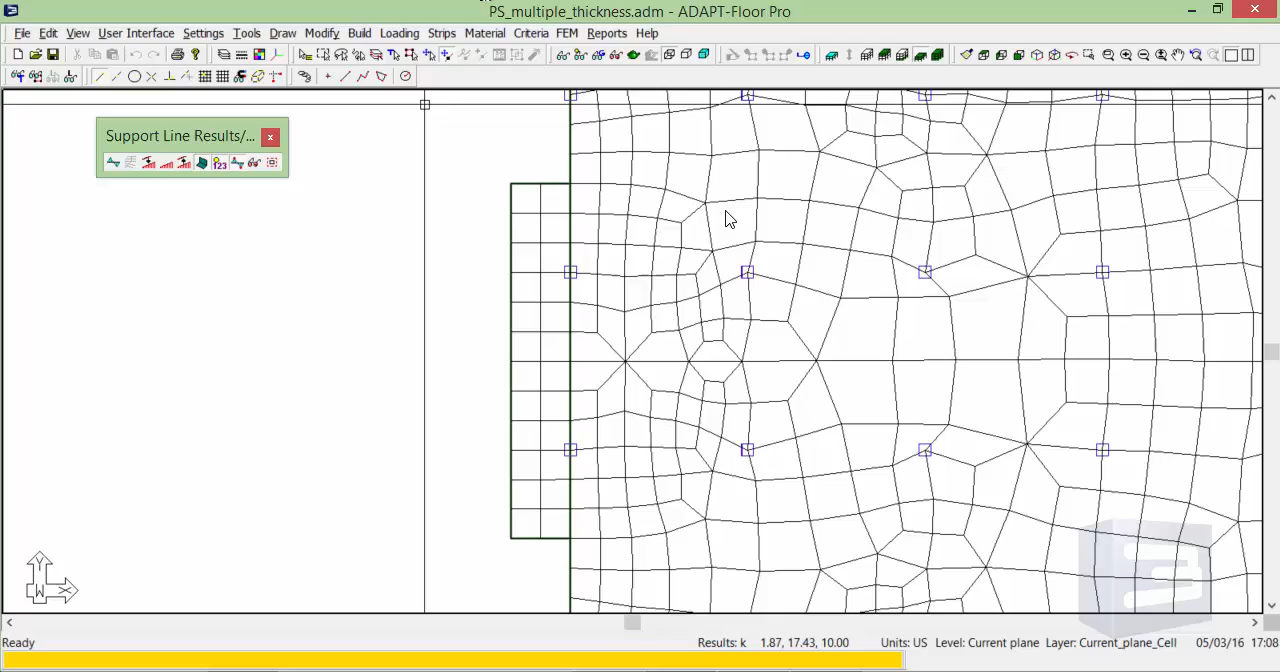 PS_multiple_thickness.adm - ADAPT-Floor Pro
File Edit View User Interface Settings Tools Draw Modify Build Loading Strips Material Criteria FEM Reports Help
Support Line Results/...
123
Y
W X
Ready Results: k 1.87, 17.43, 10.00 Units: US Level: Current plane Layer: Current_plane_Cell 05/03/16 17:08